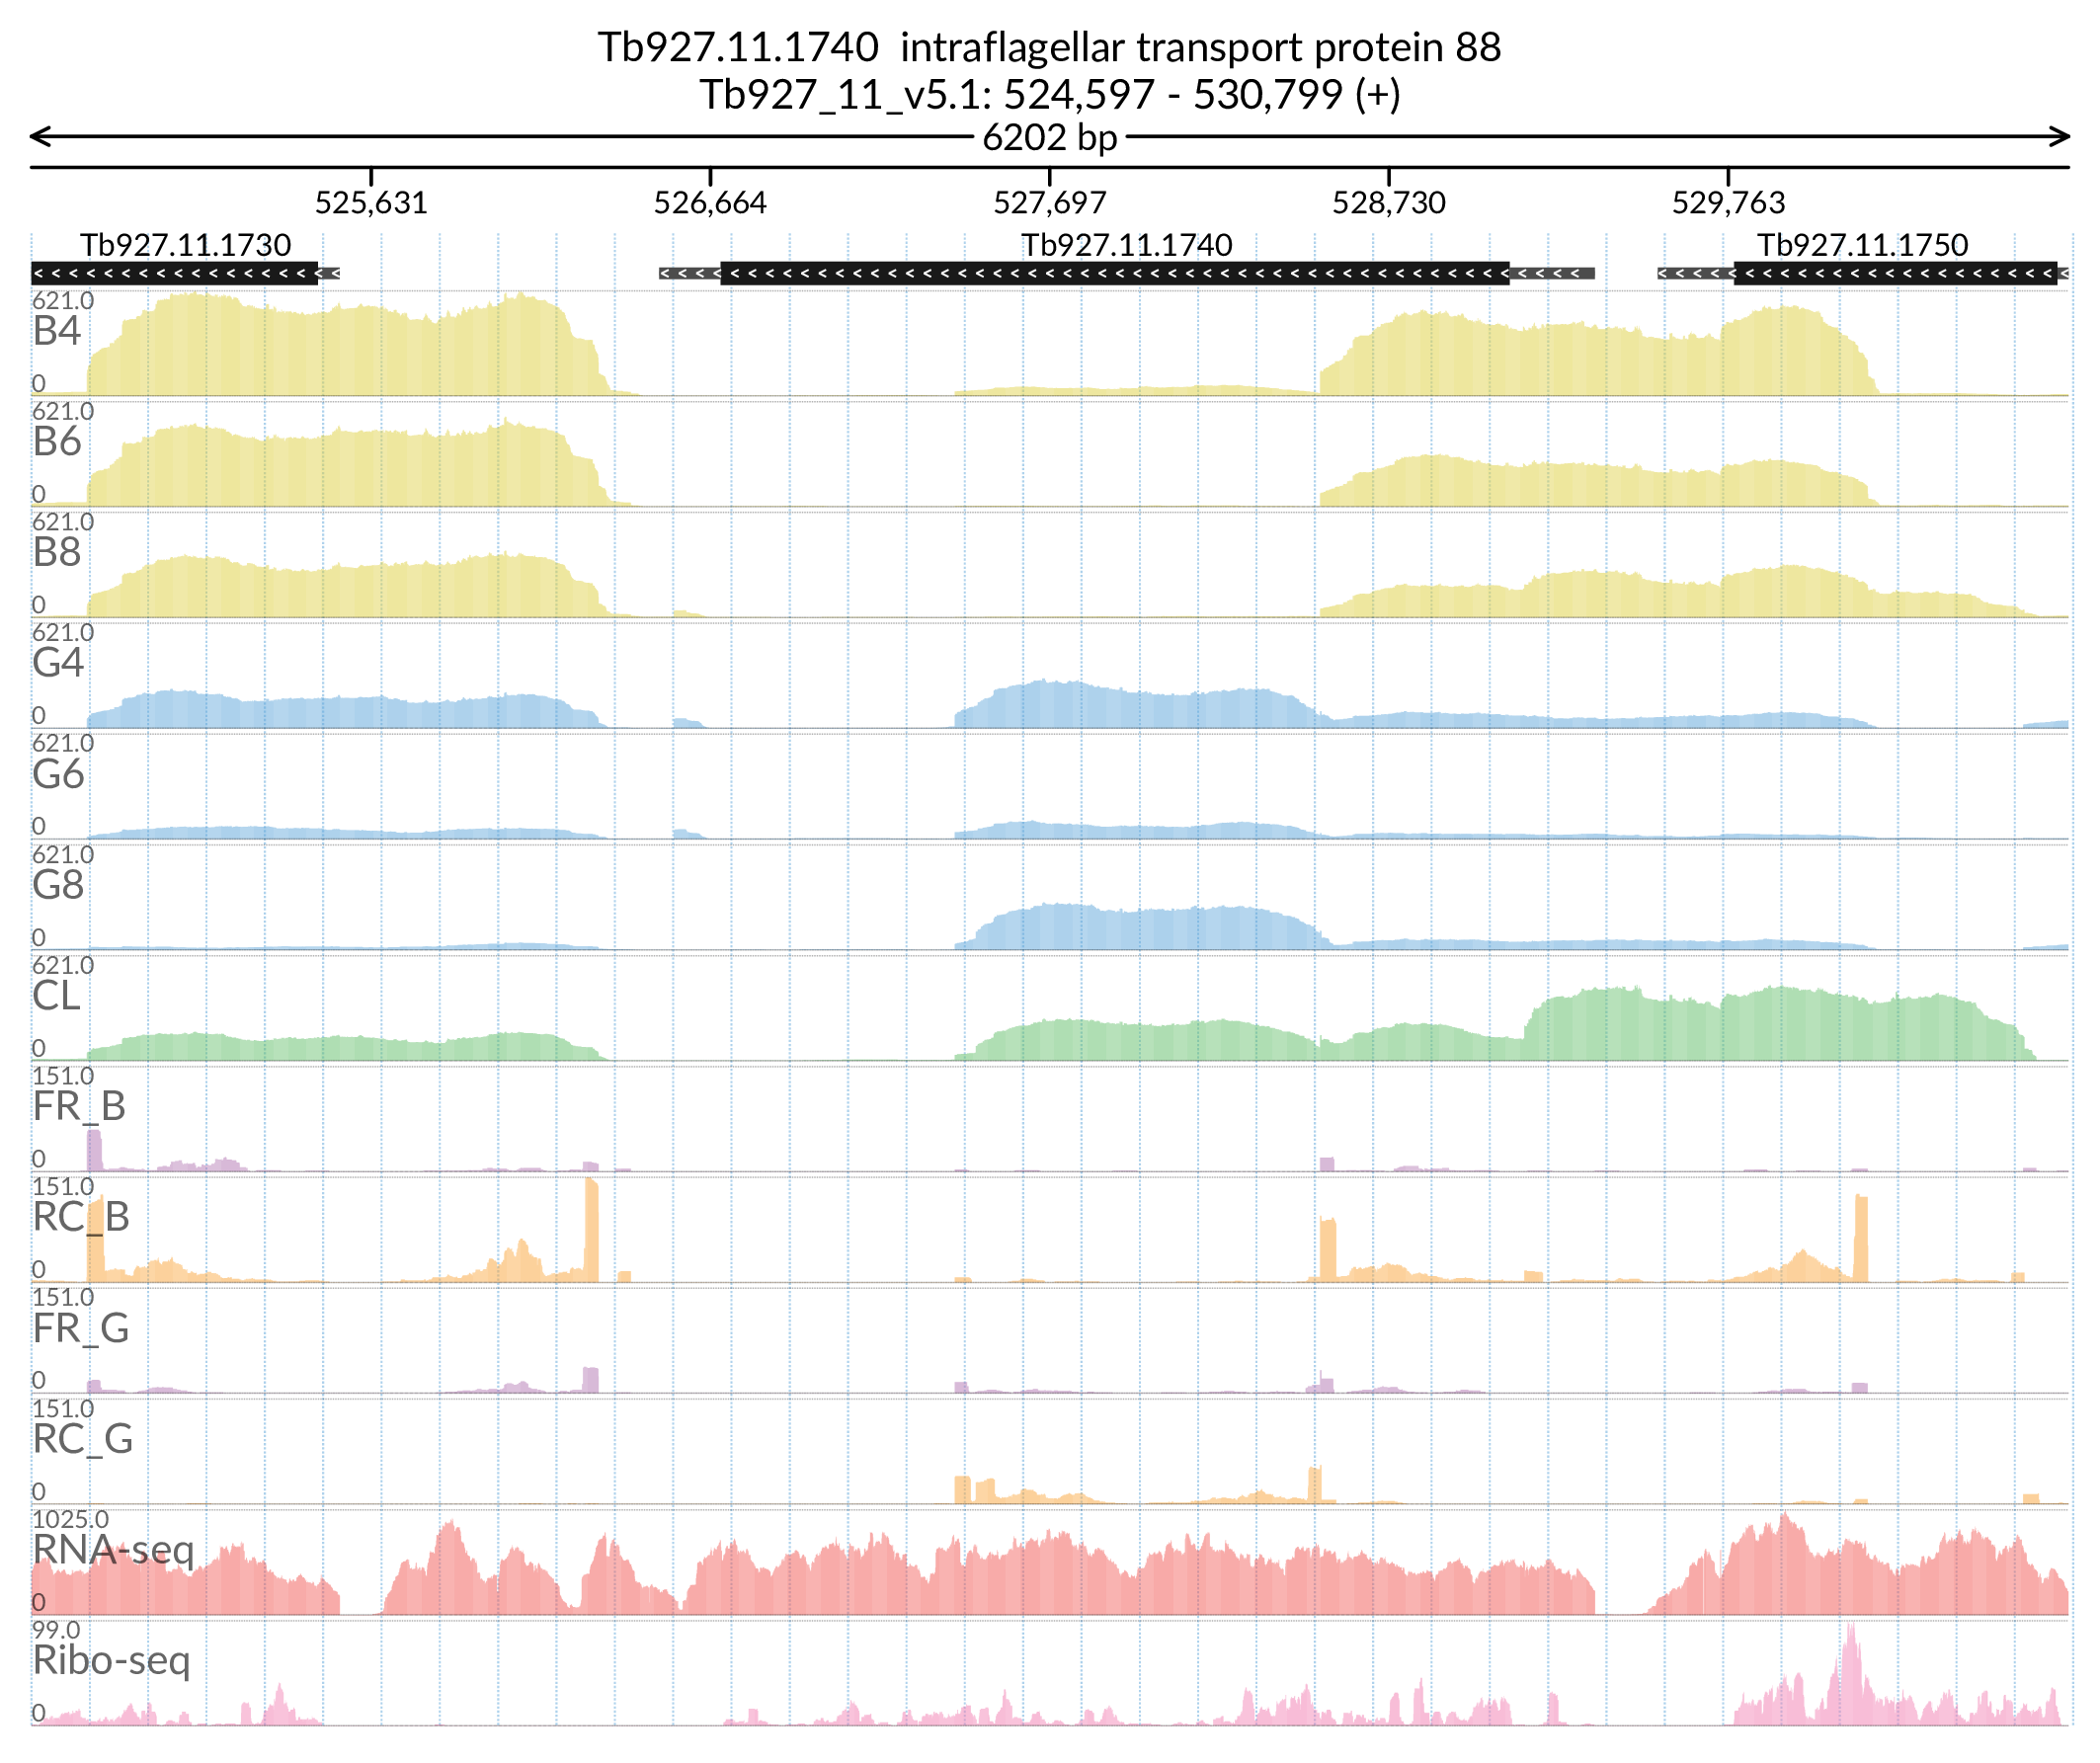 Tb927.11.1740 intraflagellar transport protein 88
Tb927_11_v5.1: 524,597 - 530,799 (+)
6202 bp
525,631 526,664 527,697 528,730 529,763
Tb927.11.1730 Tb927.11.1740 Tb927.11.1750
621.0
B4
0
621.0
B6
0
621.0
B8
0
621.0
G4
0
621.0
G6
0
621.0
G8
0
621.0
CL
0
151.0
FR_B
0
151.0
RC_B
0
151.0
FR_G
0
151.0
RC_G
0
1025.0
RNA-seq
0
99.0
Ribo-seq
0